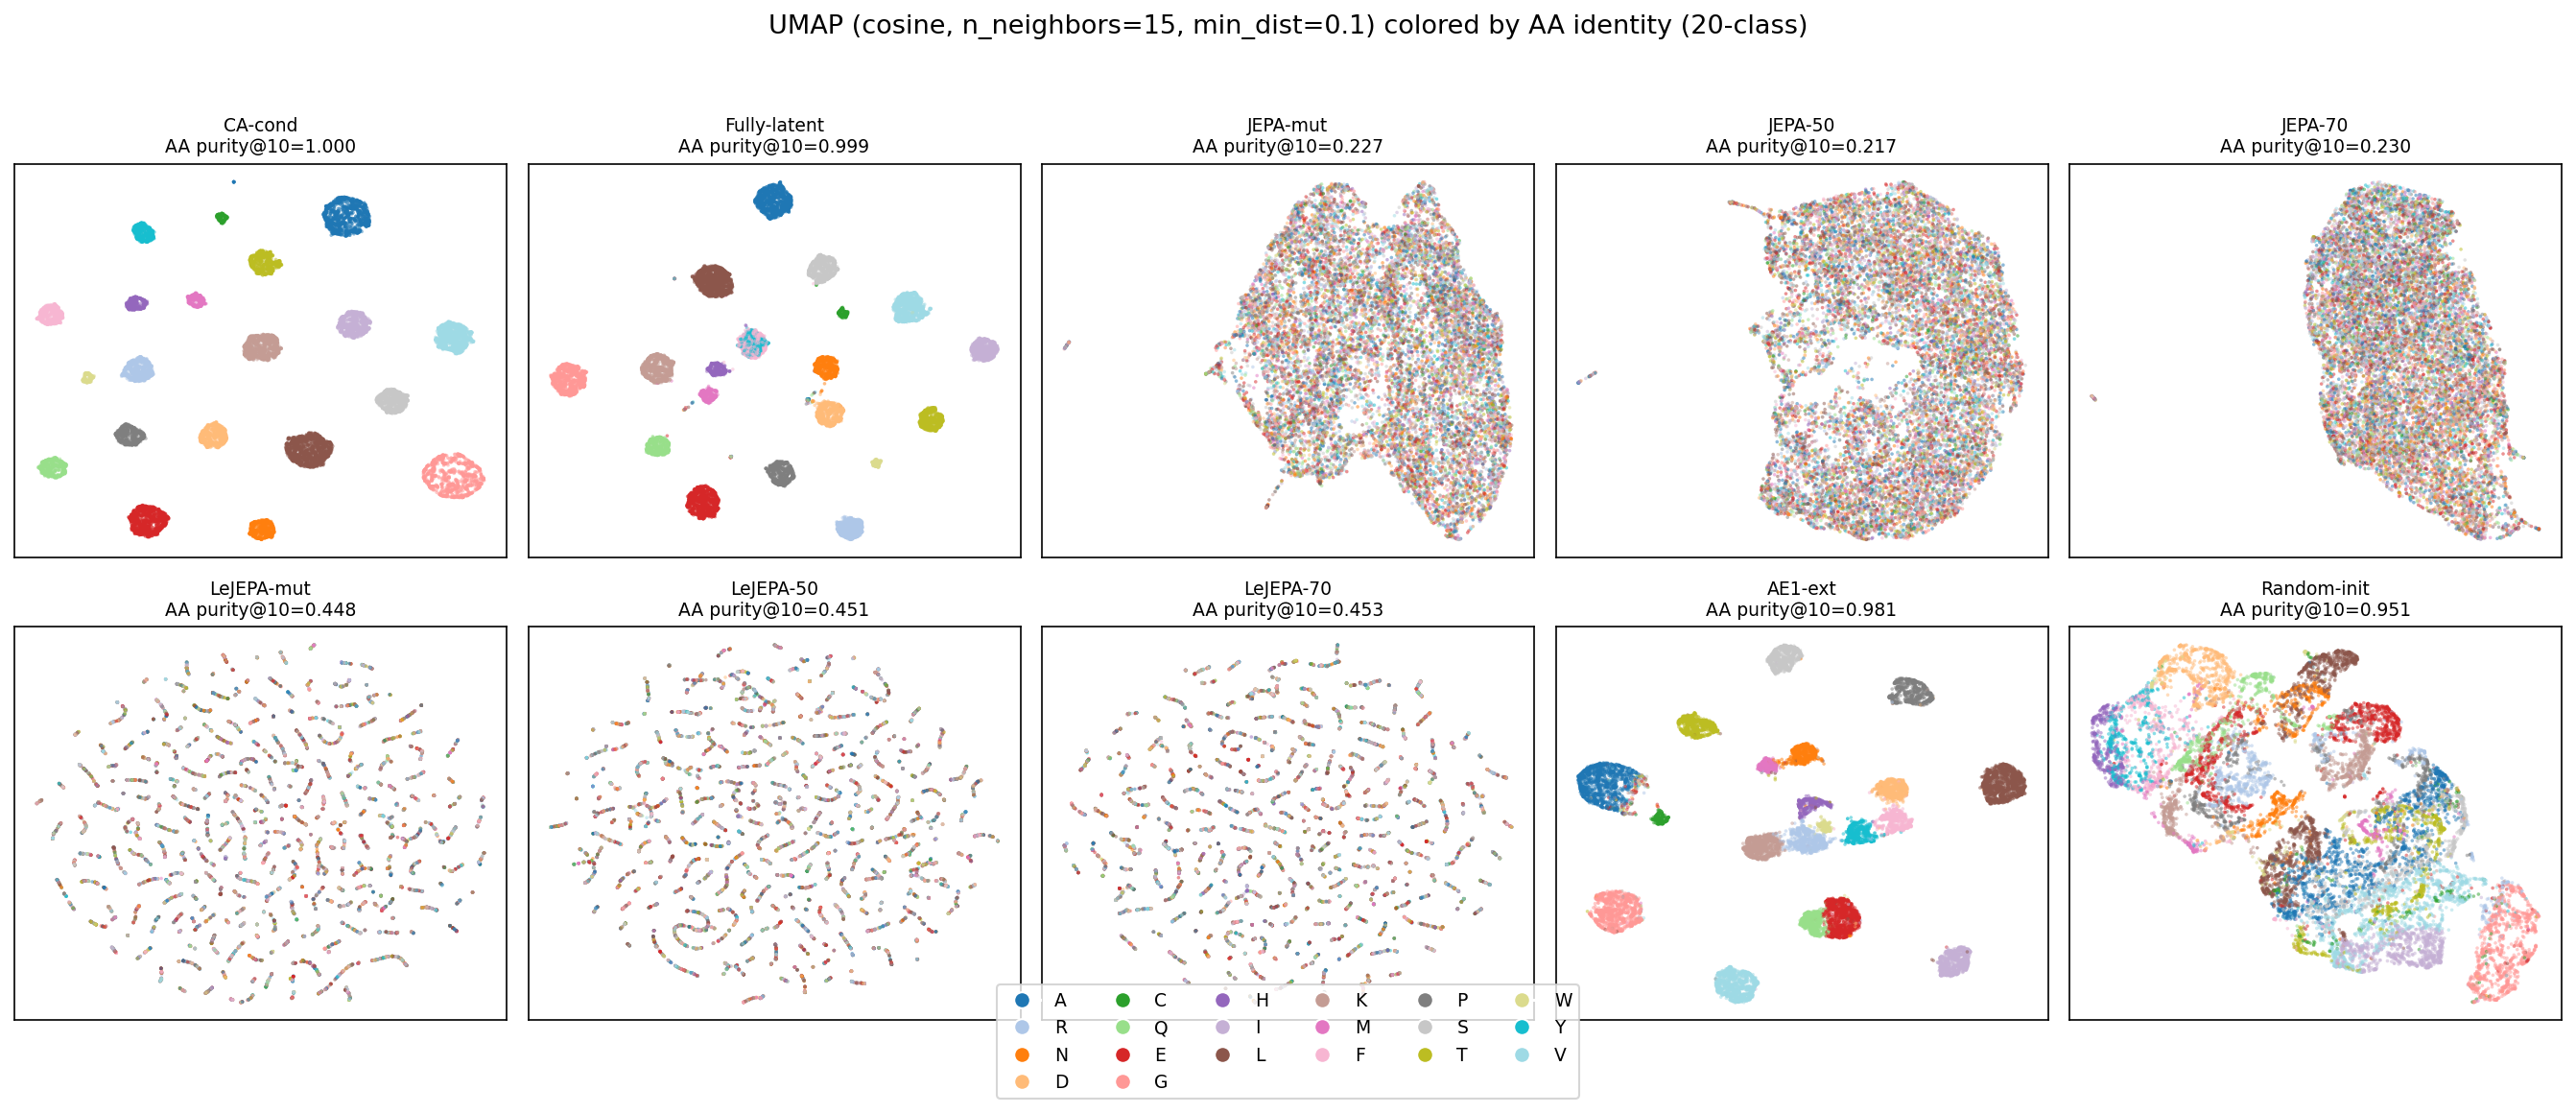 UMAP (cosine, n_neighbors=15, min_dist=0.1) colored by AA identity (20-class)
CA-cond
AA purity@10=1.000
Fully-latent
AA purity@10=0.999
JEPA-mut
AA purity@10=0.227
JEPA-50
AA purity@10=0.217
JEPA-70
AA purity@10=0.230
LeJEPA-mut
AA purity@10=0.448
LeJEPA-50
AA purity@10=0.451
LeJEPA-70
AA purity@10=0.453
AE1-ext
AA purity@10=0.981
Random-init
AA purity@10=0.951
A C H K P W
R Q I M S Y
N E L F T V
D G